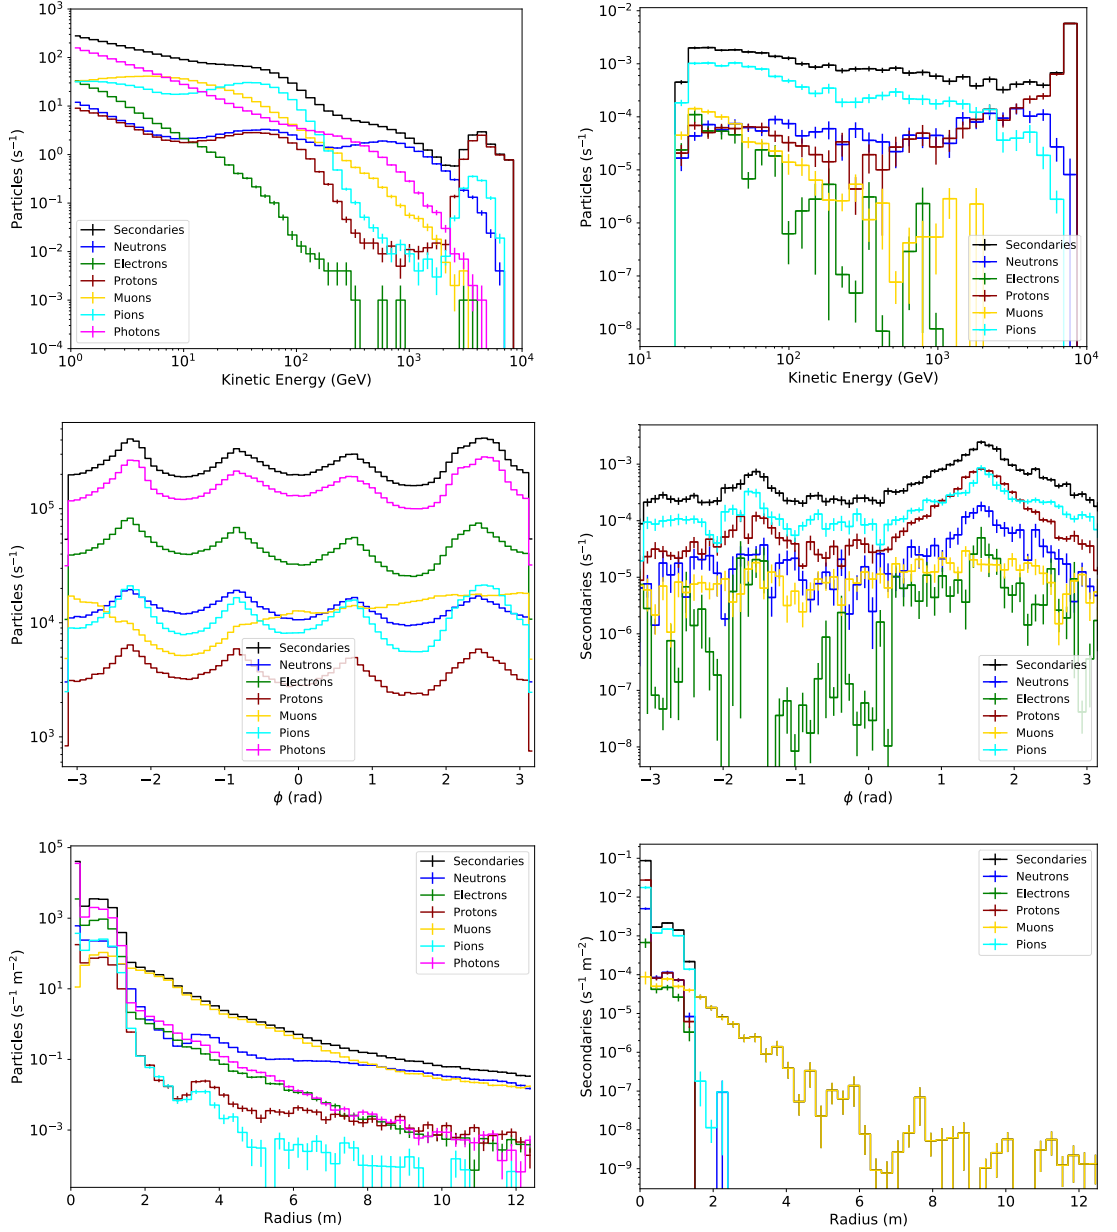 10³
10²
10¹
10⁰
10⁻¹
10⁻²
10⁻³
10⁻⁴
Particles (s⁻¹)
Secondaries
Neutrons
Electrons
Protons
Muons
Pions
Photons
10⁰ 10¹ 10² 10³ 10⁴
Kinetic Energy (GeV)
10⁻²
10⁻³
10⁻⁴
10⁻⁵
10⁻⁶
10⁻⁷
10⁻⁸
Particles (s⁻¹)
Secondaries
Neutrons
Electrons
Protons
Muons
Pions
10¹ 10² 10³ 10⁴
Kinetic Energy (GeV)
10⁵
10⁴
10³
Particles (s⁻¹)
Secondaries
Neutrons
Electrons
Protons
Muons
Pions
Photons
−3 −2 −1 0 1 2 3
ϕ (rad)
10⁻³
10⁻⁴
10⁻⁵
10⁻⁶
10⁻⁷
10⁻⁸
Secondaries (s⁻¹)
Secondaries
Neutrons
Electrons
Protons
Muons
Pions
−3 −2 −1 0 1 2 3
ϕ (rad)
10⁵
10³
10¹
10⁻¹
10⁻³
Particles (s⁻¹ m⁻²)
Secondaries
Neutrons
Electrons
Protons
Muons
Pions
Photons
0 2 4 6 8 10 12
Radius (m)
10⁻¹
10⁻²
10⁻³
10⁻⁴
10⁻⁵
10⁻⁶
10⁻⁷
10⁻⁸
10⁻⁹
Secondaries (s⁻¹ m⁻²)
Secondaries
Neutrons
Electrons
Protons
Muons
Pions
0 2 4 6 8 10 12
Radius (m)